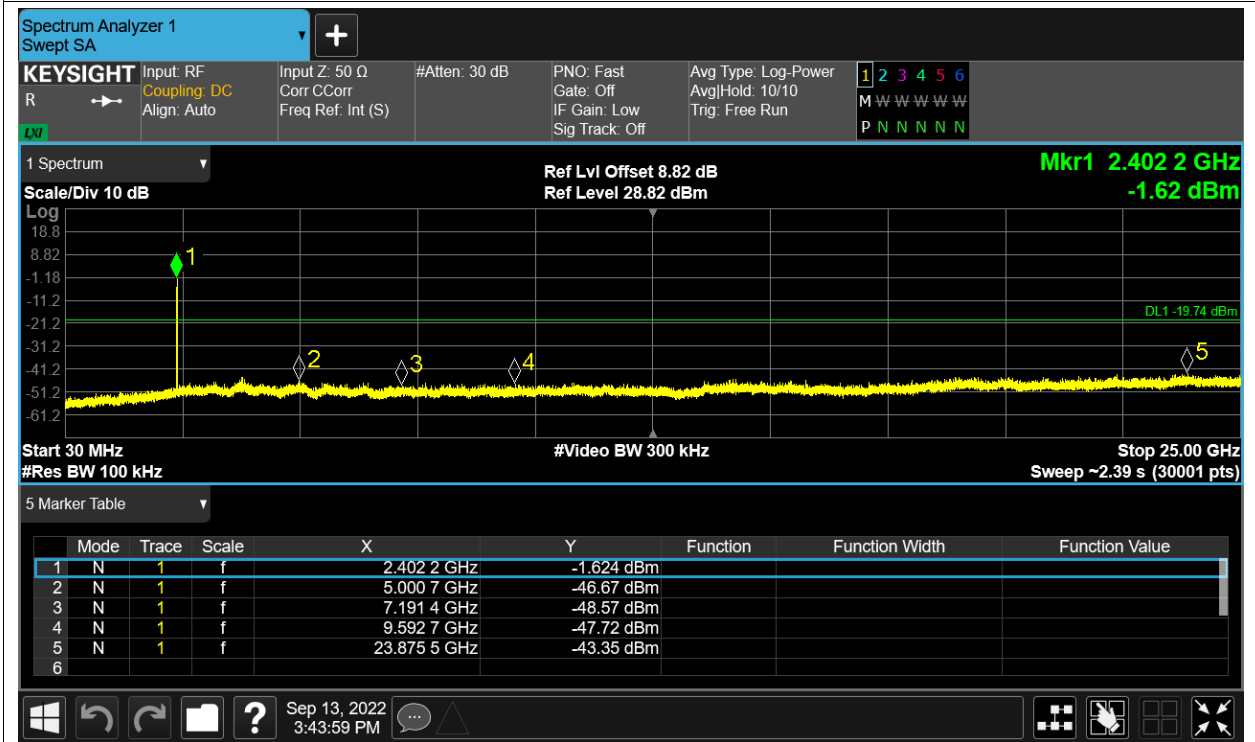 Spectrum Analyzer 1
Swept SA
KEYSIGHT
R
LXI
Input: RF
Coupling: DC
Align: Auto
Input Z: 50 Ω
Corr CCorr
Freq Ref: Int (S)
#Atten: 30 dB
PNO: Fast
Gate: Off
IF Gain: Low
Sig Track: Off
Avg Type: Log-Power
Avg|Hold: 10/10
Trig: Free Run
1 2 3 4 5 6
M W W W W W
P N N N N N
1 Spectrum
Scale/Div 10 dB
Ref Lvl Offset 8.82 dB
Ref Level 28.82 dBm
Mkr1 2.402 2 GHz
-1.62 dBm
Log
18.8
8.82
-1.18
-11.2
-21.2
-31.2
-41.2
-51.2
-61.2
1
2
3
4
5
DL1 -19.74 dBm
Start 30 MHz
#Res BW 100 kHz
#Video BW 300 kHz
Stop 25.00 GHz
Sweep ~2.39 s (30001 pts)
5 Marker Table
Mode Trace Scale X Y Function Function Width Function Value
1 N 1 f 2.402 2 GHz -1.624 dBm
2 N 1 f 5.000 7 GHz -46.67 dBm
3 N 1 f 7.191 4 GHz -48.57 dBm
4 N 1 f 9.592 7 GHz -47.72 dBm
5 N 1 f 23.875 5 GHz -43.35 dBm
6
?
Sep 13, 2022
3:43:59 PM